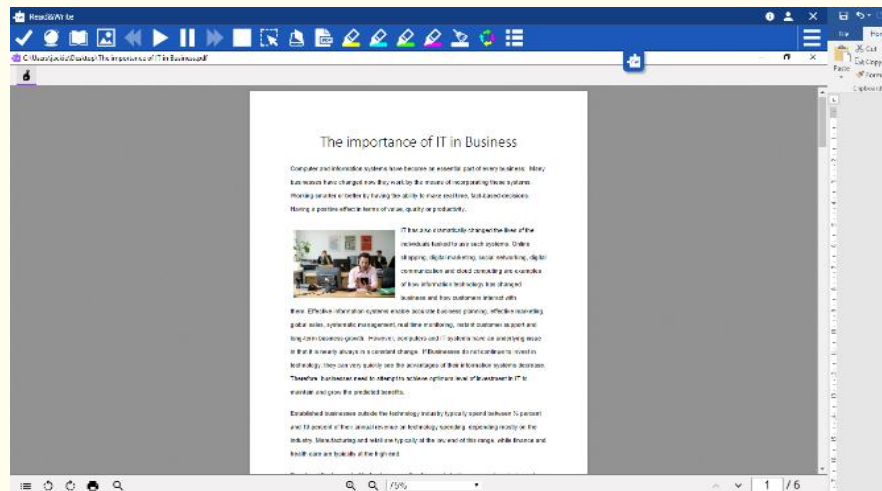 Read&Write
File
Hom
Cut
Copy
Paste
Form
Clipboard
C:\Users\jackie\Desktop\The importance of IT in Business.pdf
The importance of IT in Business
Computer and information systems have become an essential part of every business. Many
businesses have changed how they work by the means of incorporating these systems.
Working smarter or better by having the ability to make real time, fact-based decisions.
Having a positive effect in terms of value, quality or productivity.
IT has also dramatically changed the lives of the
individuals tasked to use such systems. Online
shopping, digital marketing, social networking, digital
communication and cloud computing are examples
of how information technology has changed
business and how customers interact with
them. Effective information systems enable accurate business planning, effective marketing,
global sales, systematic management, real time monitoring, instant customer support and
long-term business growth. However, computers and IT systems have an underlying issue
in that it is nearly always in a constant change. If Businesses do not continue to invest in
technology, they can very quickly see the advantages of their information systems decrease.
Therefore businesses need to attempt to achieve optimum level of investment in IT to
maintain and grow the predicted benefits.
Established businesses outside the technology industry typically spend between ½ percent
and 10 percent of their annual revenue on technology spending, depending mostly on the
industry. Manufacturing and retail are typically at the low end of this range, while finance and
health care are typically at the high end.
75%
1 / 6